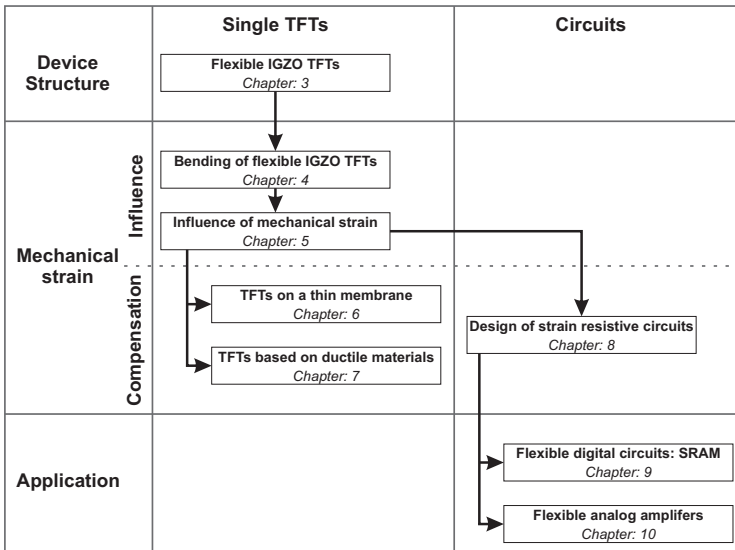 Single TFTs
Circuits
Device
Structure
Flexible IGZO TFTs
Chapter: 3
Mechanical
strain
Influence
Bending of flexible IGZO TFTs
Chapter: 4
Influence of mechanical strain
Chapter: 5
Compensation
TFTs on a thin membrane
Chapter: 6
TFTs based on ductile materials
Chapter: 7
Design of strain resistive circuits
Chapter: 8
Application
Flexible digital circuits: SRAM
Chapter: 9
Flexible analog amplifers
Chapter: 10